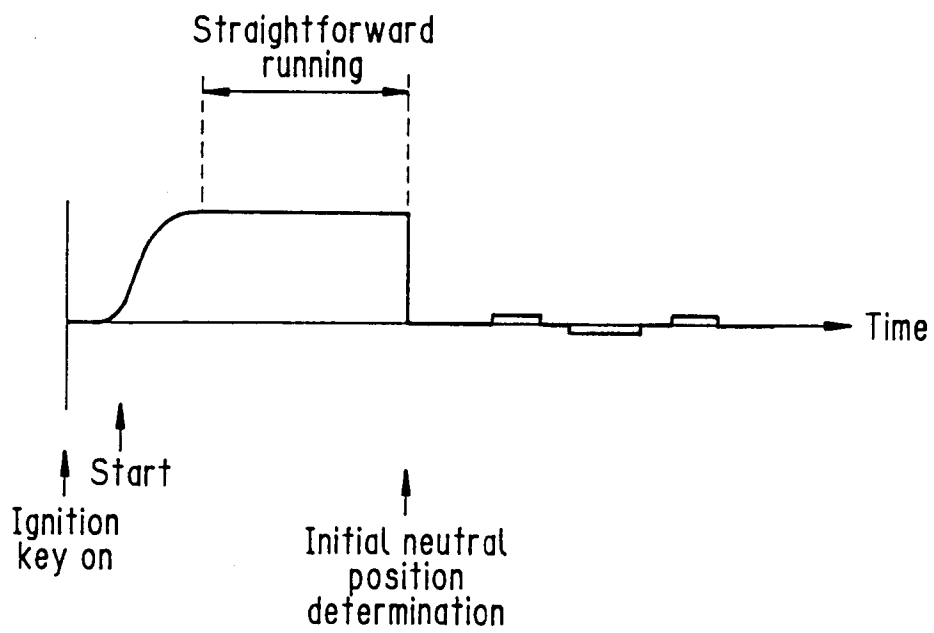 Straightforward
running
Time
Start
Ignition
key on
Initial neutral
position
determination